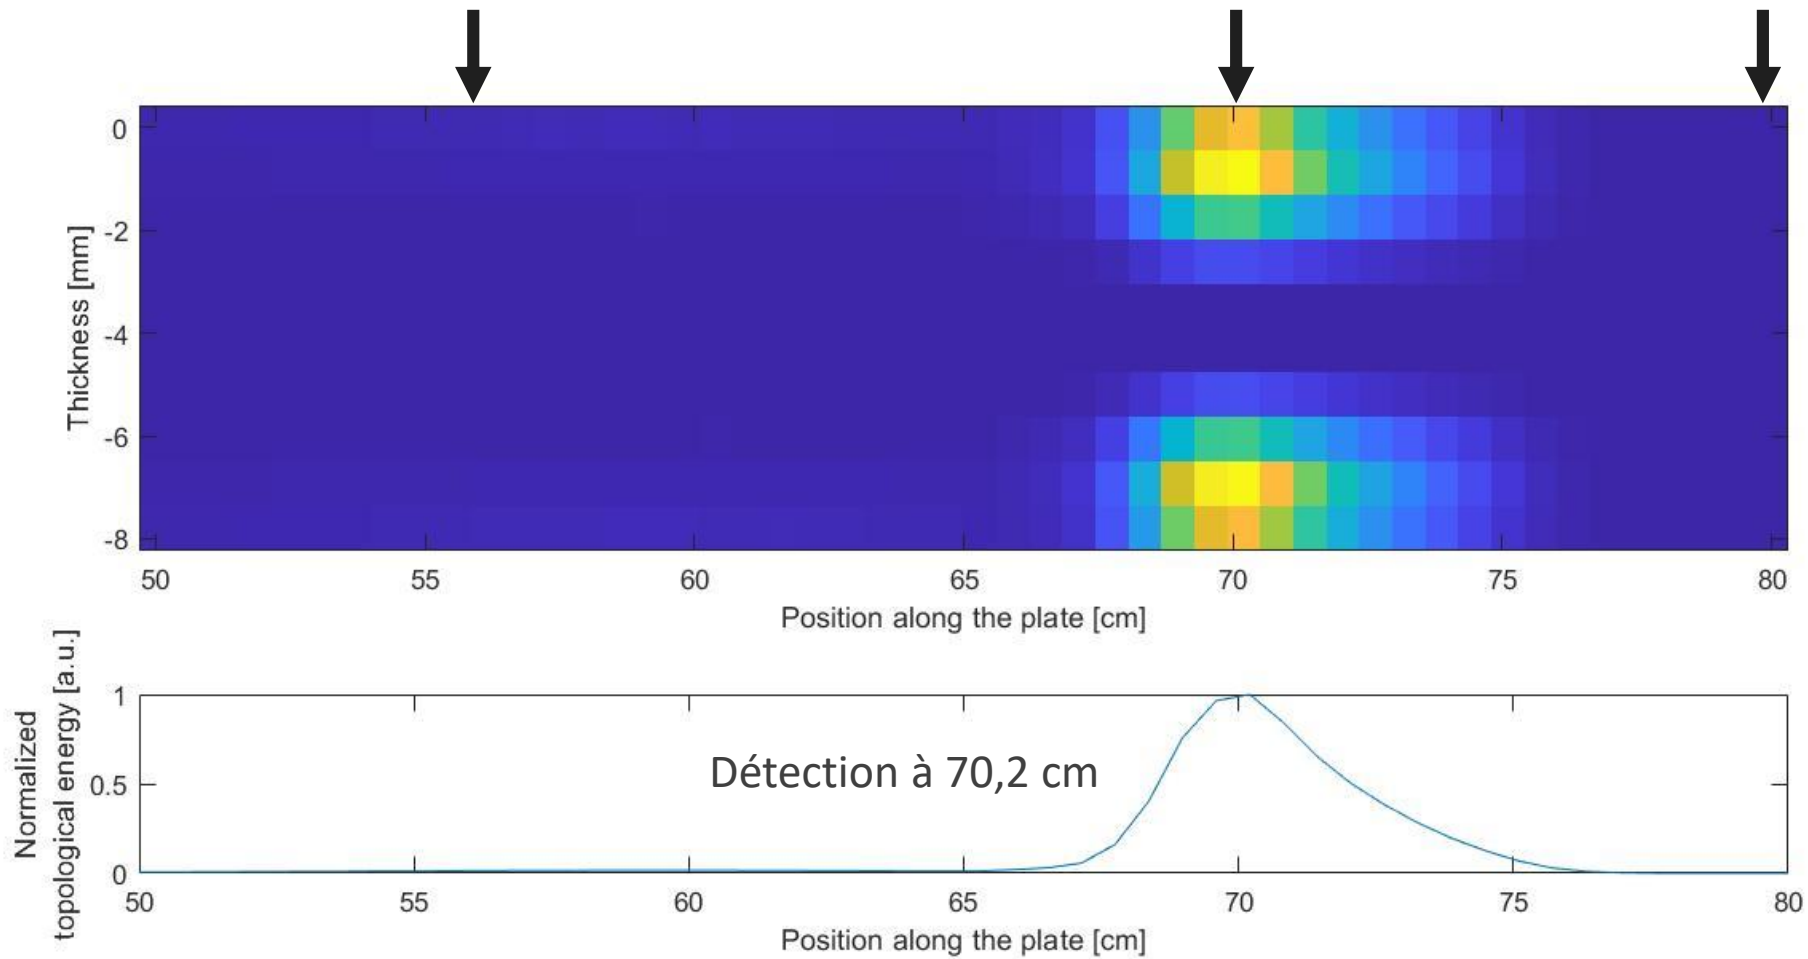 0
-2
-4
-6
-8
Thickness [mm]
50 55 60 65 70 75 80
Position along the plate [cm]
Normalized
topological energy [a.u.]
1
0.5
0
Détection à 70,2 cm
50 55 60 65 70 75 80
Position along the plate [cm]